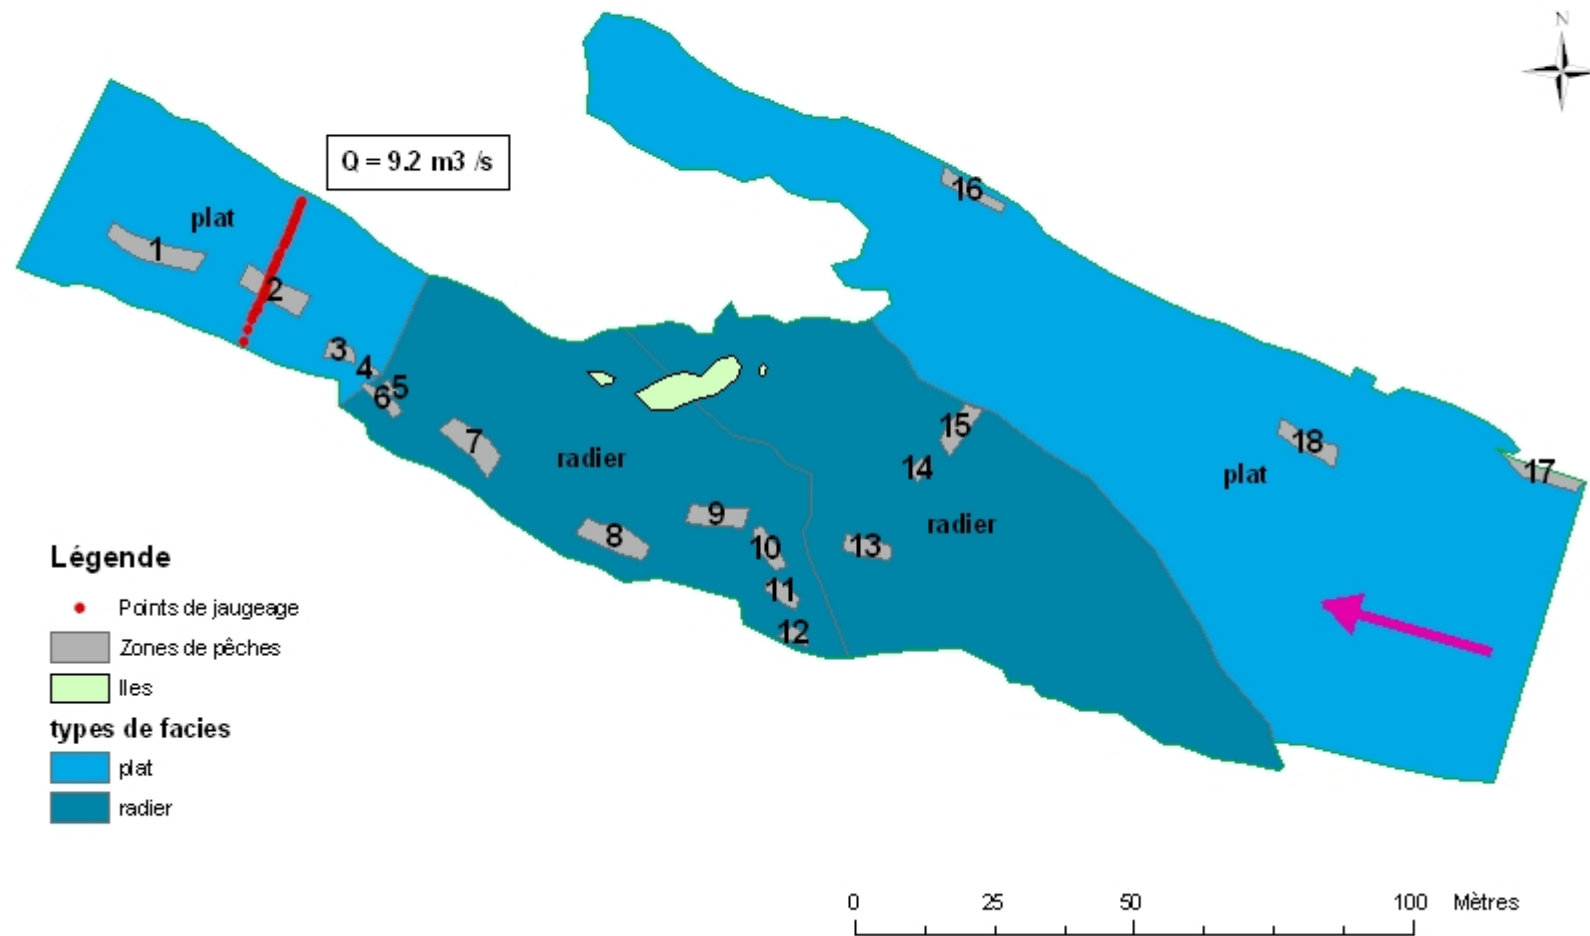 N
Q = 9.2 m3 /s
16
plat
1
2
3
4
5
6
7
15
18
radier
14
plat
17
9
radier
8
10
13
11
12
Légende
Points de jaugeage
Zones de pêches
Iles
types de facies
plat
radier
0 25 50 100 Mètres